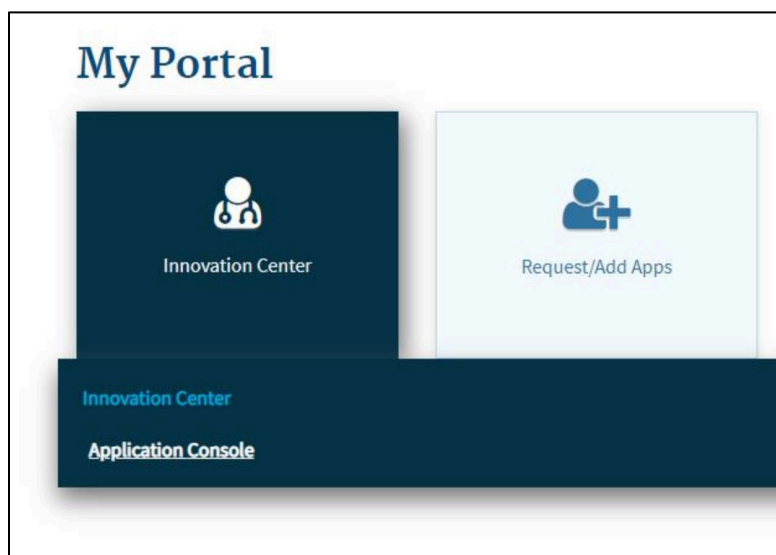 My Portal
Innovation Center
Request/Add Apps
Innovation Center
Application Console